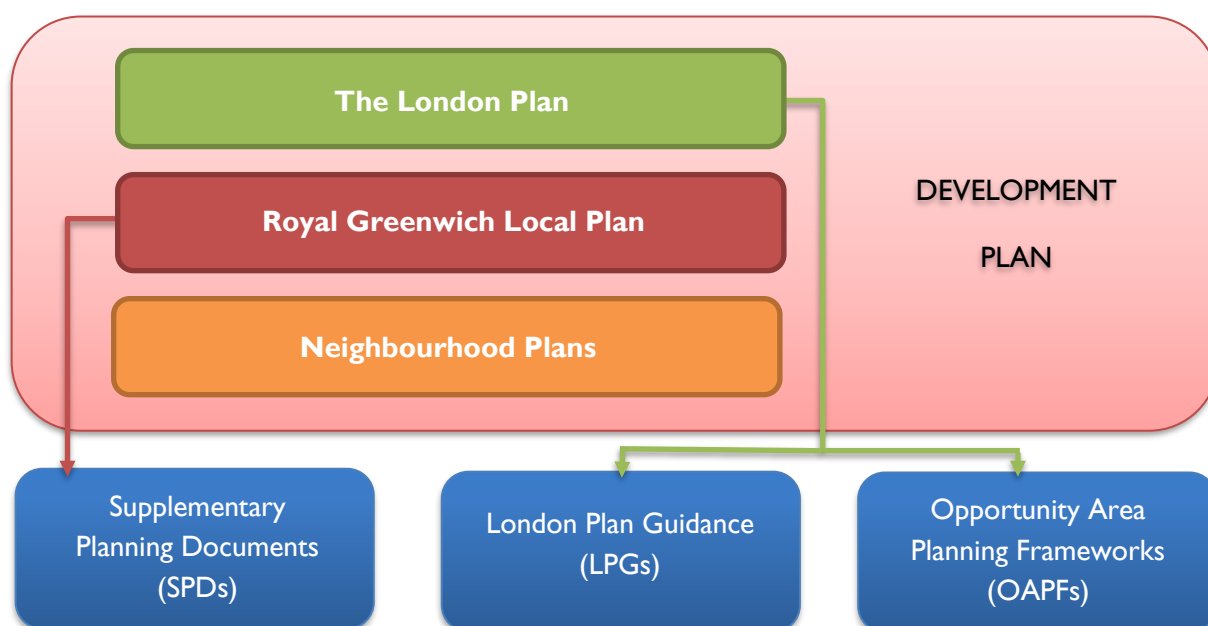 The London Plan
Royal Greenwich Local Plan
Neighbourhood Plans
DEVELOPMENT
PLAN
Supplementary
Planning Documents
(SPDs)
London Plan Guidance
(LPGs)
Opportunity Area
Planning Frameworks
(OAPFs)